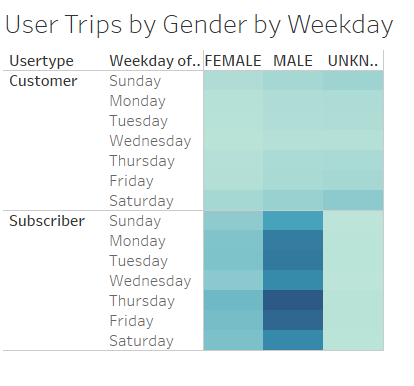 User Trips by Gender by Weekday
Usertype Weekday of.. FEMALE MALE UNKN..
Customer Sunday
Monday
Tuesday
Wednesday
Thursday
Friday
Saturday
Subscriber Sunday
Monday
Tuesday
Wednesday
Thursday
Friday
Saturday